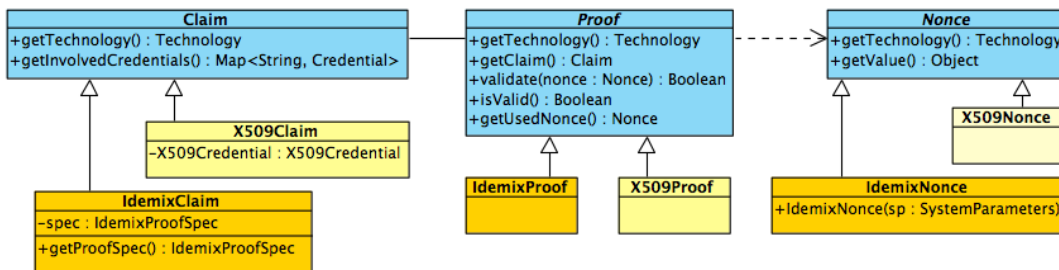 Claim
+getTechnology() : Technology
+getInvolvedCredentials() : Map<String, Credential>
Proof
+getTechnology() : Technology
+getClaim() : Claim
+validate(nonce : Nonce) : Boolean
+isValid() : Boolean
+getUsedNonce() : Nonce
Nonce
+getTechnology() : Technology
+getValue() : Object
X509Claim
-X509Credential : X509Credential
X509Nonce
IdemixClaim
-spec : IdemixProofSpec
+getProofSpec() : IdemixProofSpec
IdemixProof
X509Proof
IdemixNonce
+IdemixNonce(sp : SystemParameters)